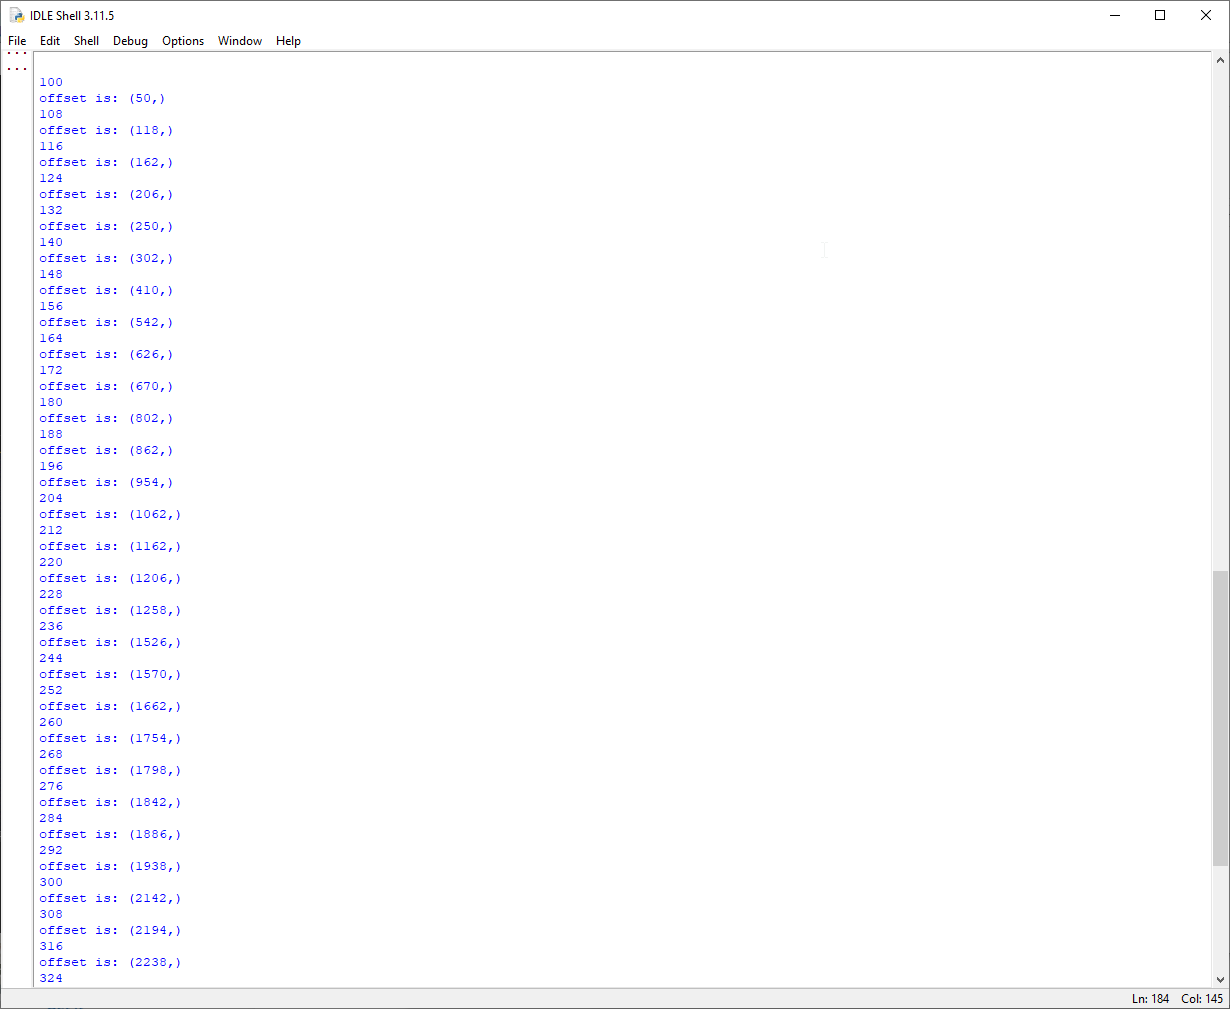 IDLE Shell 3.11.5
File Edit Shell Debug Options Window Help
...
...
100
offset is: (50,)
108
offset is: (118,)
116
offset is: (162,)
124
offset is: (206,)
132
offset is: (250,)
140
offset is: (302,)
148
offset is: (410,)
156
offset is: (542,)
164
offset is: (626,)
172
offset is: (670,)
180
offset is: (802,)
188
offset is: (862,)
196
offset is: (954,)
204
offset is: (1062,)
212
offset is: (1162,)
220
offset is: (1206,)
228
offset is: (1258,)
236
offset is: (1526,)
244
offset is: (1570,)
252
offset is: (1662,)
260
offset is: (1754,)
268
offset is: (1798,)
276
offset is: (1842,)
284
offset is: (1886,)
292
offset is: (1938,)
300
offset is: (2142,)
308
offset is: (2194,)
316
offset is: (2238,)
324
Ln: 184 Col: 145